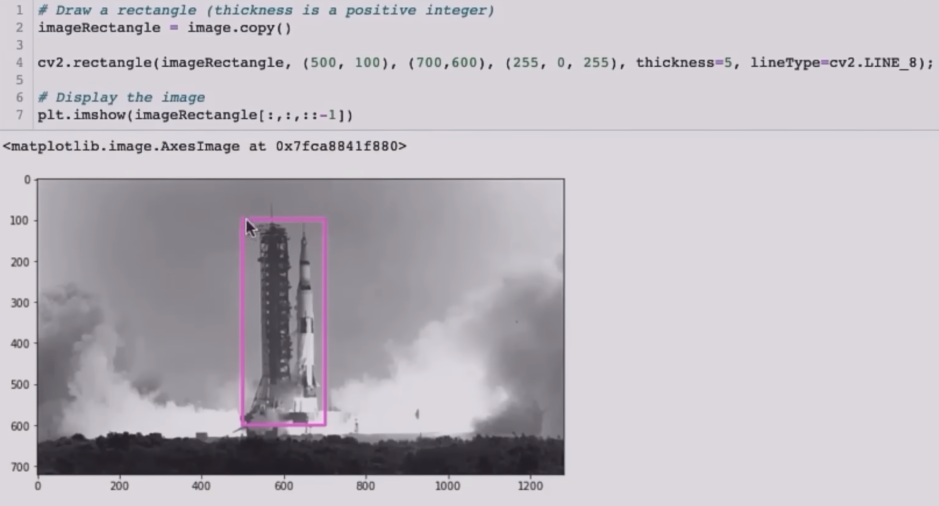 1 # Draw a rectangle (thickness is a positive integer)
2 imageRectangle = image.copy()
3
4 cv2.rectangle(imageRectangle, (500, 100), (700,600), (255, 0, 255), thickness=5, lineType=cv2.LINE_8);
5
6 # Display the image
7 plt.imshow(imageRectangle[:,:,::-1])
<matplotlib.image.AxesImage at 0x7fca8841f880>
0
100
200
300
400
500
600
700
0 200 400 600 800 1000 1200